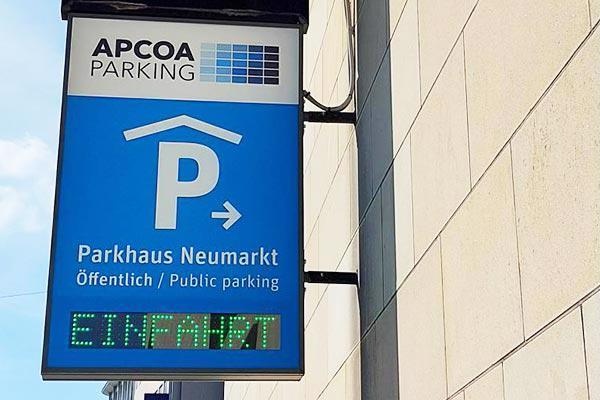 APCOA
PARKING
P
Parkhaus Neumarkt
Öffentlich / Public parking
EINFAHRT